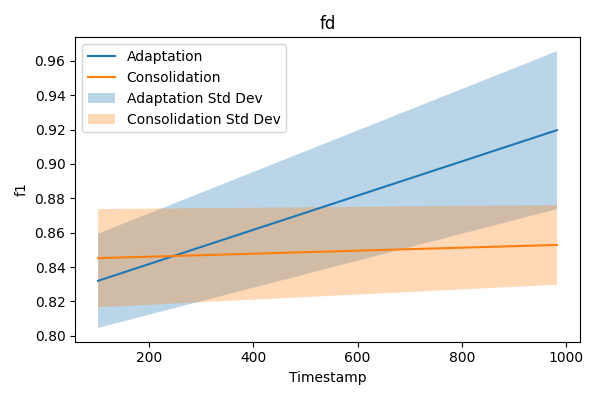 fd
Adaptation
Consolidation
Adaptation Std Dev
Consolidation Std Dev
0.96
0.94
0.92
0.90
0.88
0.86
0.84
0.82
0.80
f1
200
400
600
800
1000
Timestamp